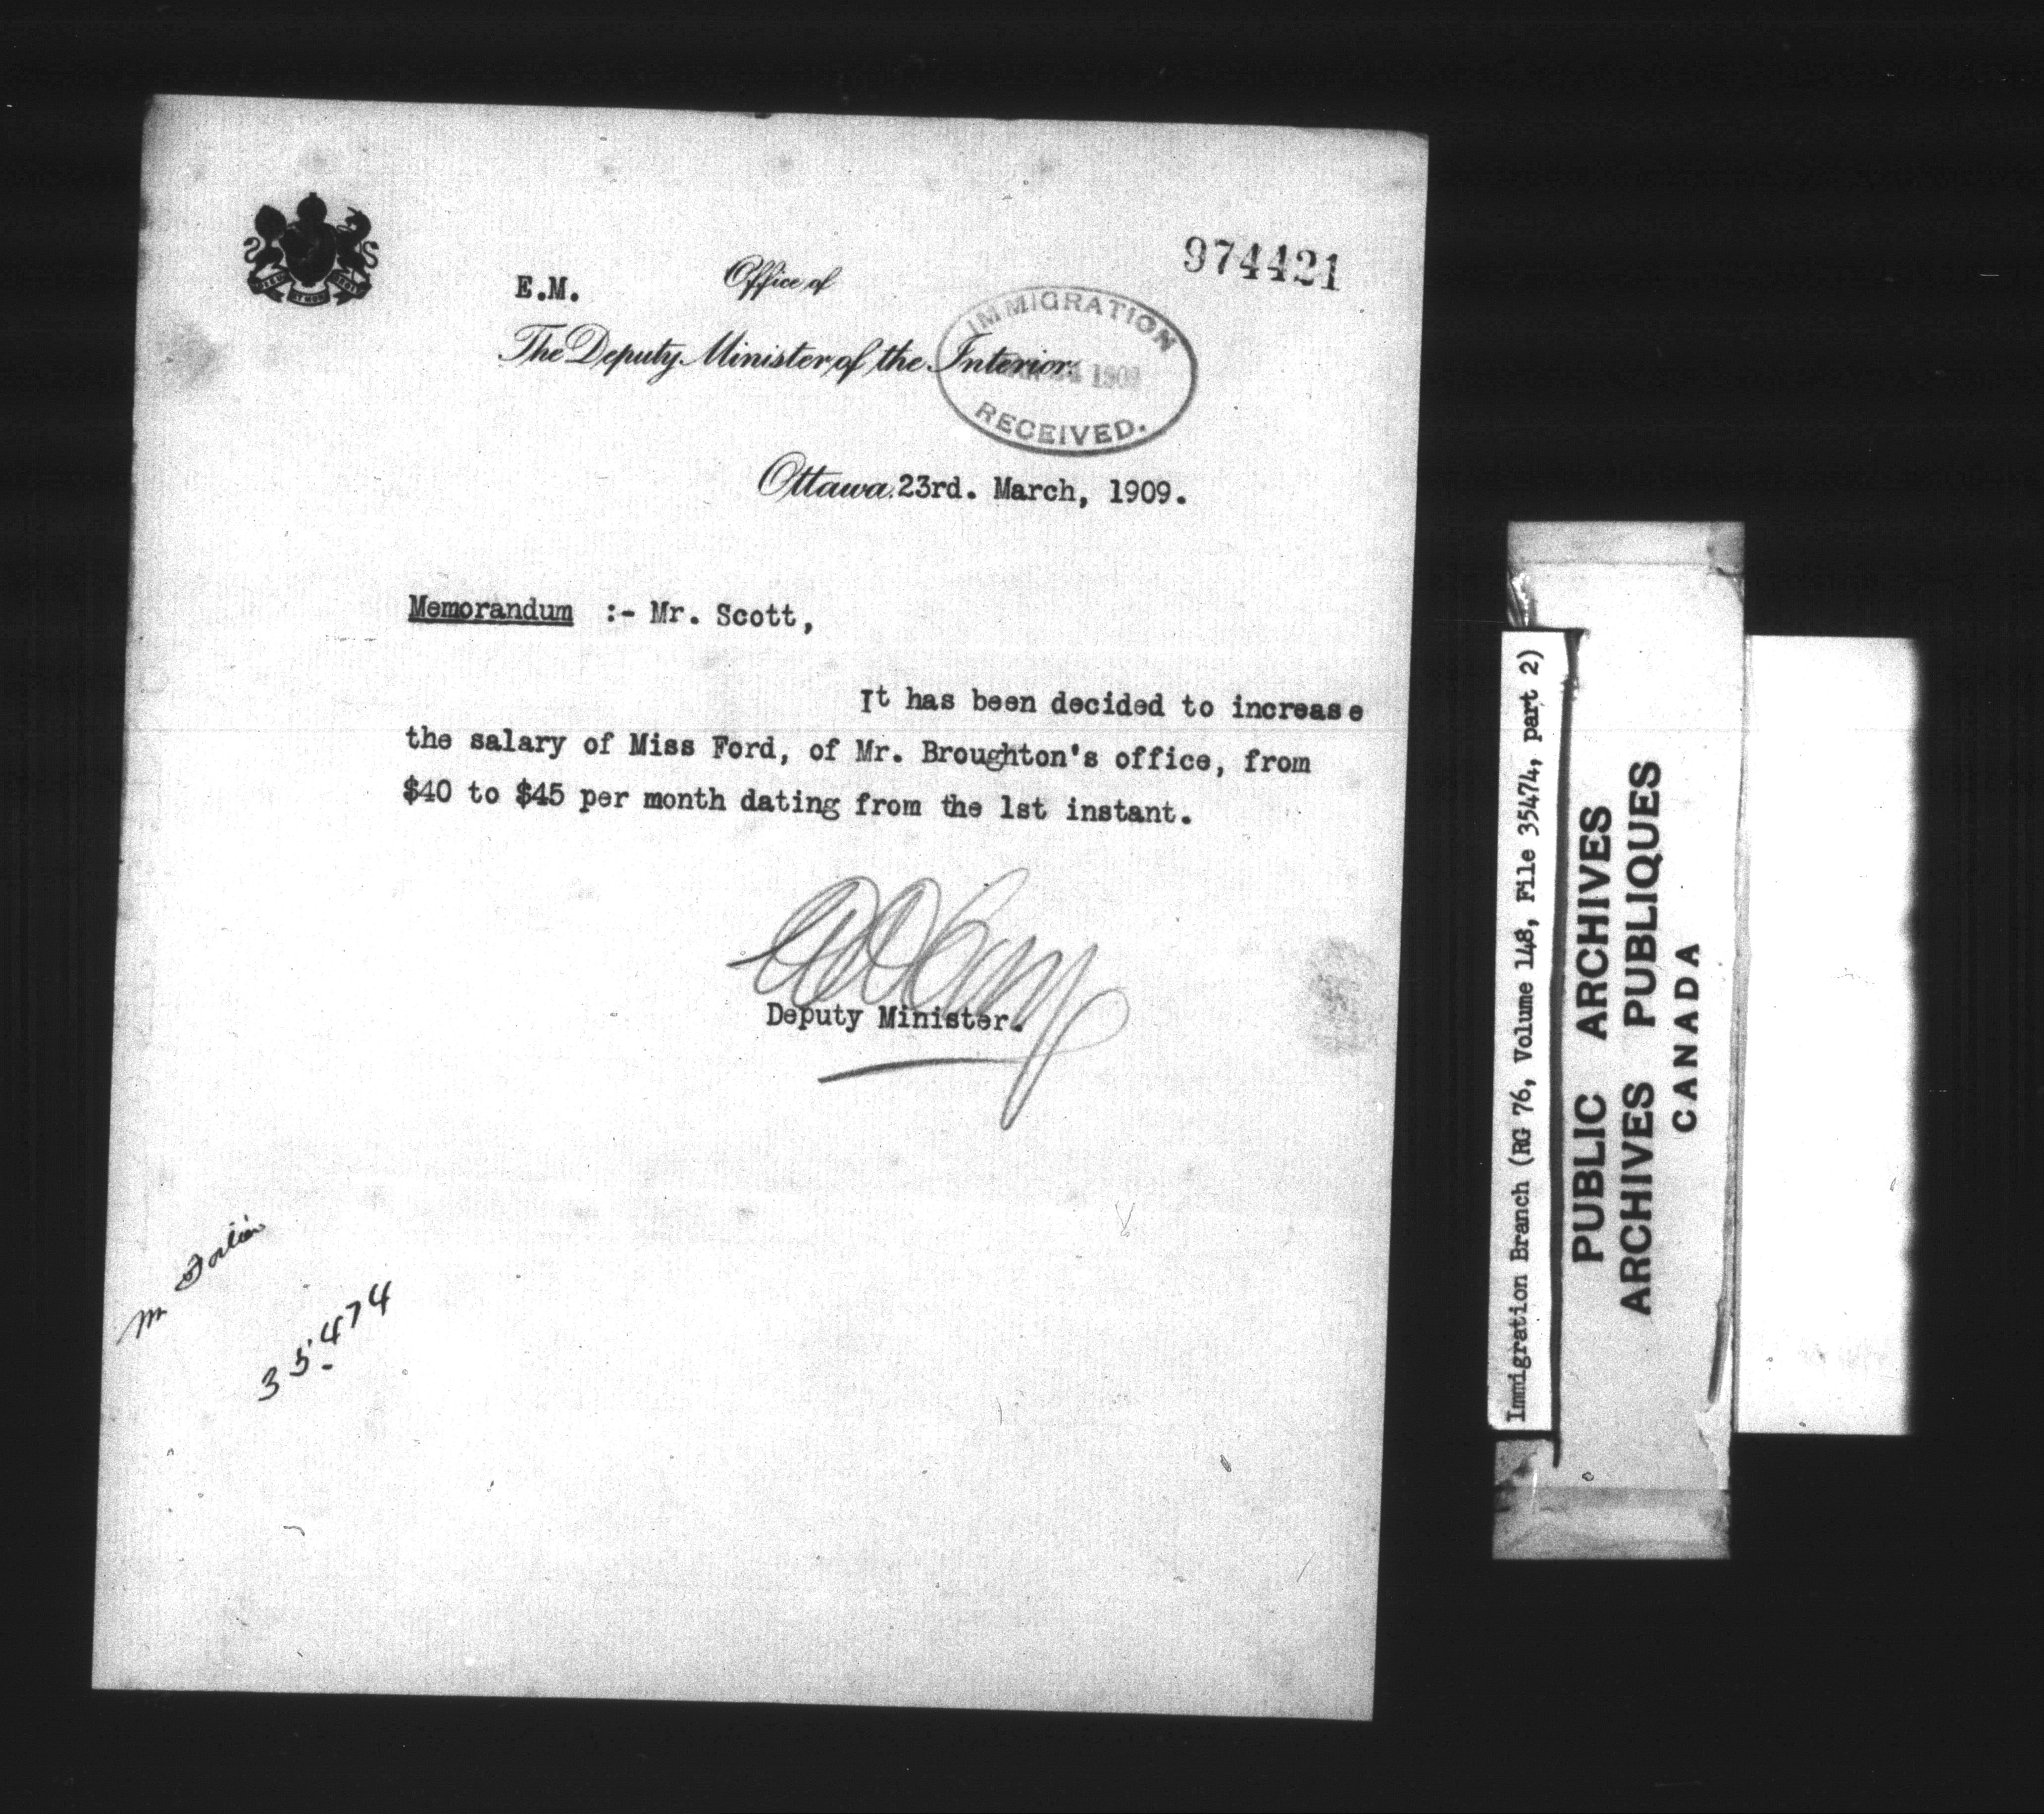 974421
E.M.
Office of
The Deputy Minister of the Interior.
IMMIGRATION
1909
RECEIVED.
Ottawa, 23rd. March, 1909.
Memorandum :- Mr. Scott,
It has been decided to increase
the salary of Miss Ford, of Mr. Broughton's office, from
$40 to $45 per month dating from the 1st instant.
Deputy Minister.
Mr Fortier
35474
Immigration Branch (RG 76, Volume 148, File 35474, part 2)
PUBLIC ARCHIVES
ARCHIVES PUBLIQUES
CANADA